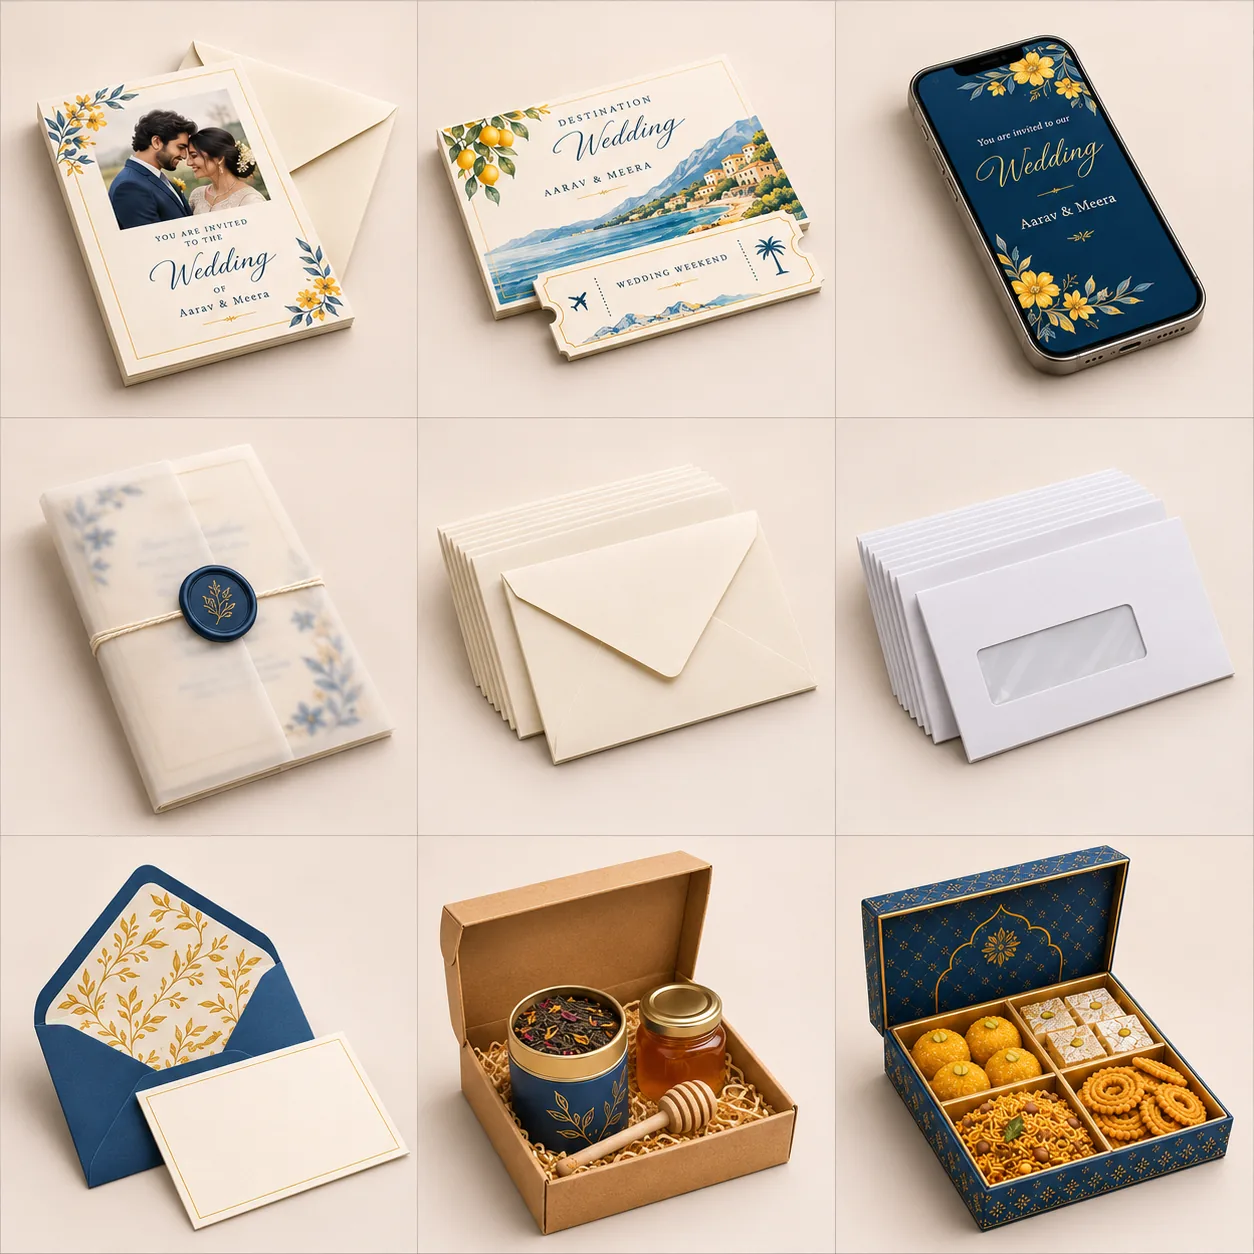 YOU ARE INVITED
TO THE
Wedding
OF
Aarav & Meera
DESTINATION
Wedding
AARAV & MEERA
WEDDING WEEKEND
You are invited to our
Wedding
Aarav & Meera